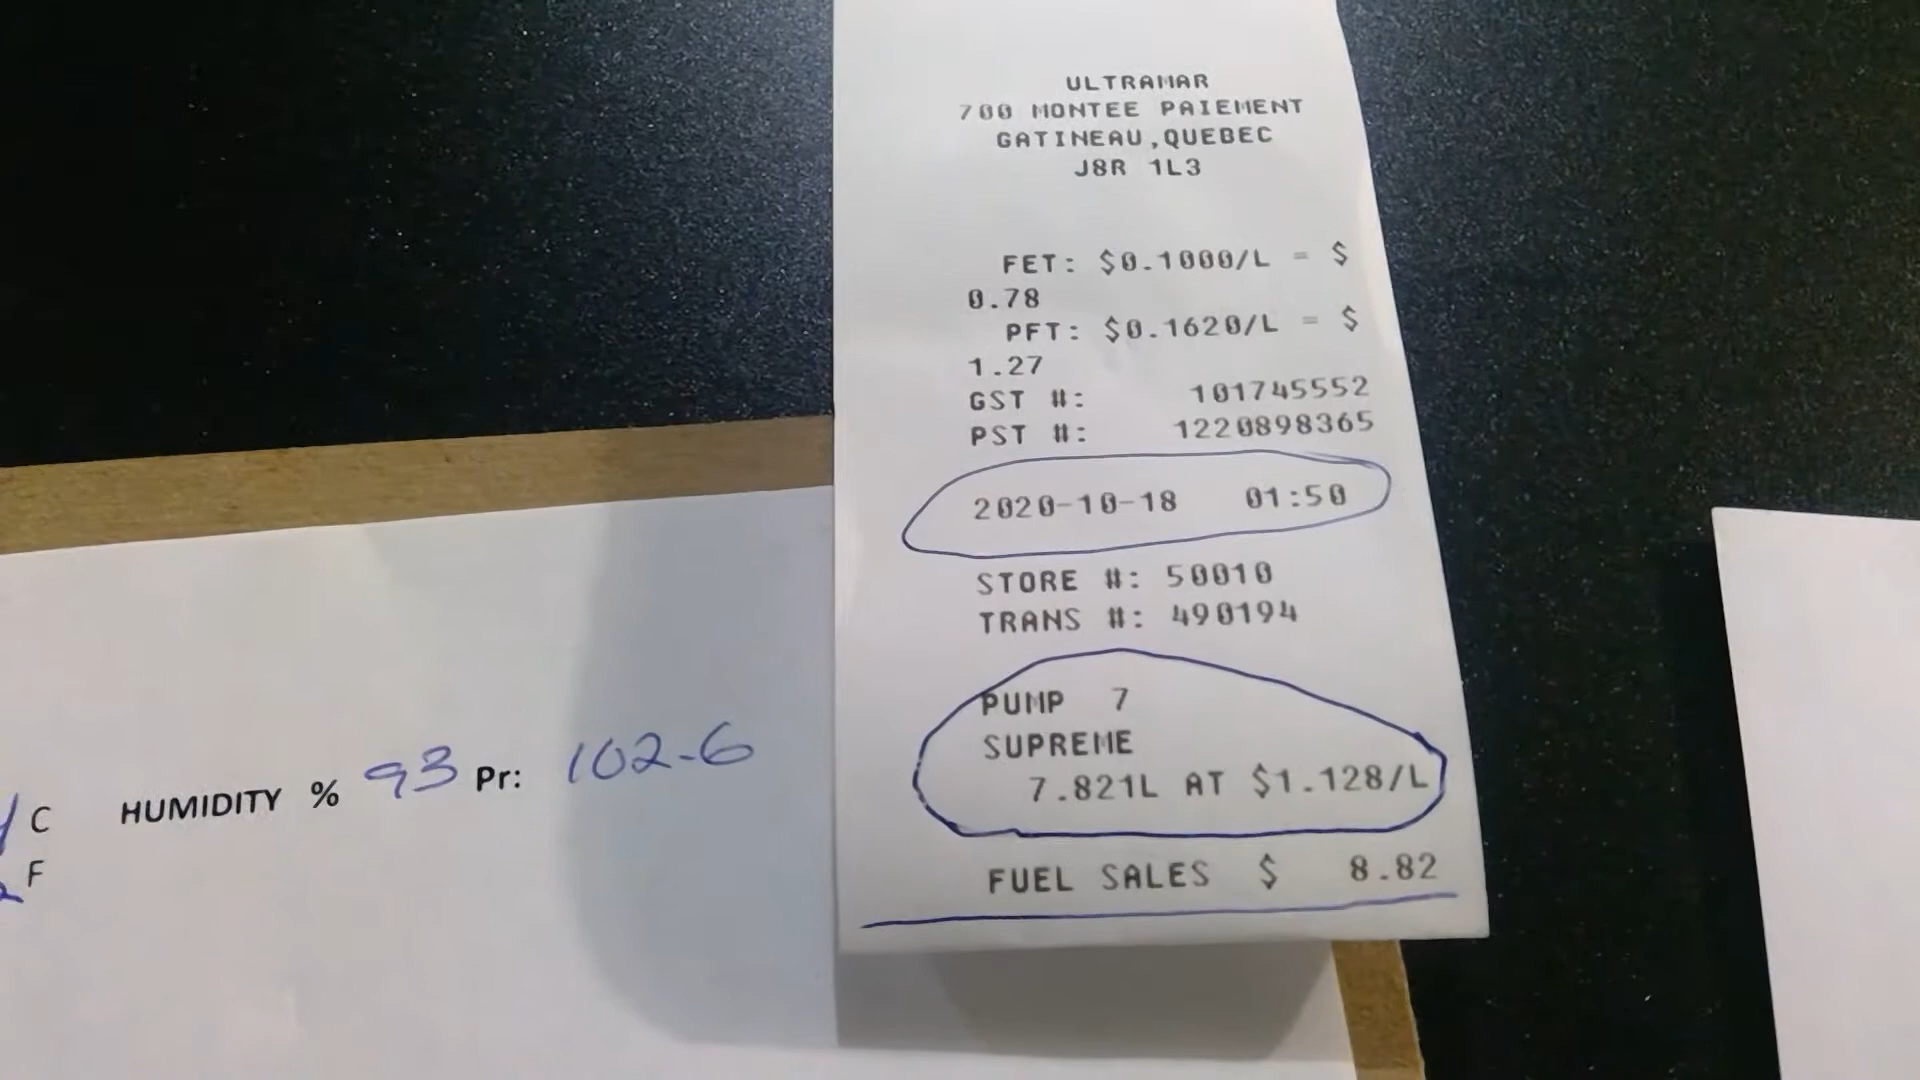 ULTRAMAR
700 MONTEE PAIEMENT
GATINEAU,QUEBEC
J8R 1L3
FET: $0.1000/L = $
0.78
PFT: $0.1620/L = $
1.27
GST #: 101745552
PST #: 1220898365
2020-10-18 01:50
STORE #: 50010
TRANS #: 490194
PUMP 7
SUPREME
7.821L AT $1.128/L
FUEL SALES $ 8.82
C HUMIDITY % 93 Pr: 102-6
F